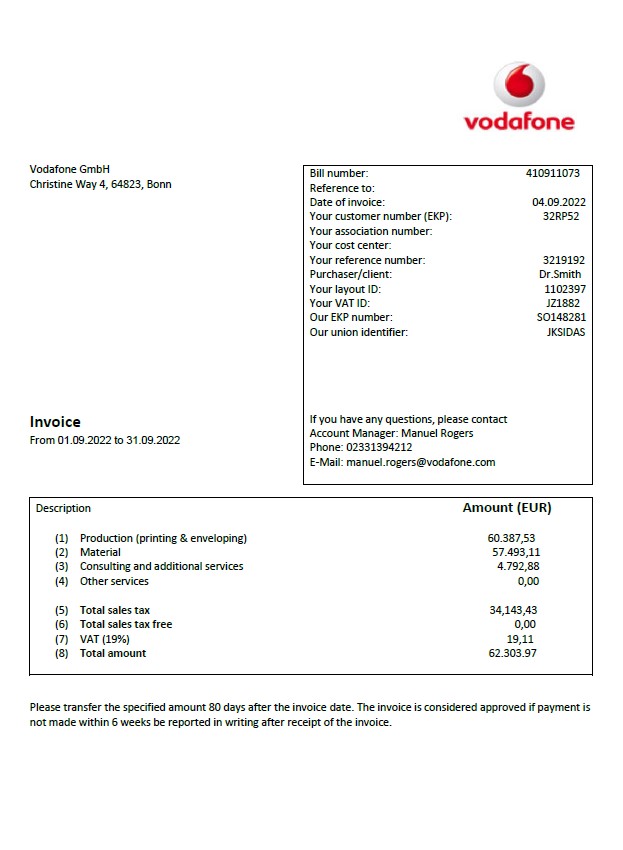 vodafone
Vodafone GmbH
Christine Way 4, 64823, Bonn
Bill number: 410911073
Reference to:
Date of invoice: 04.09.2022
Your customer number (EKP): 32RP52
Your association number:
Your cost center:
Your reference number: 3219192
Purchaser/client: Dr.Smith
Your layout ID: 1102397
Your VAT ID: JZ1882
Our EKP number: SO148281
Our union identifier: JKSIDAS
Invoice
From 01.09.2022 to 31.09.2022
If you have any questions, please contact
Account Manager: Manuel Rogers
Phone: 02331394212
E-Mail: manuel.rogers@vodafone.com
Description Amount (EUR)
(1) Production (printing & enveloping) 60.387,53
(2) Material 57.493,11
(3) Consulting and additional services 4.792,88
(4) Other services 0,00
(5) Total sales tax 34,143,43
(6) Total sales tax free 0,00
(7) VAT (19%) 19,11
(8) Total amount 62.303.97
Please transfer the specified amount 80 days after the invoice date. The invoice is considered approved if payment is
not made within 6 weeks be reported in writing after receipt of the invoice.